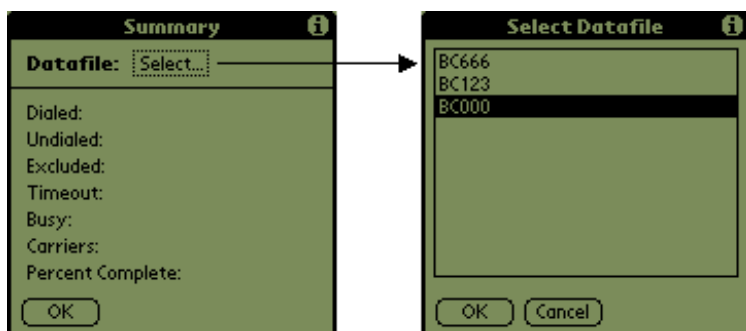 Summary
Datafile: Select...
Dialed:
Undialed:
Excluded:
Timeout:
Busy:
Carriers:
Percent Complete:
OK
Select Datafile
BC666
BC123
BC000
OK Cancel